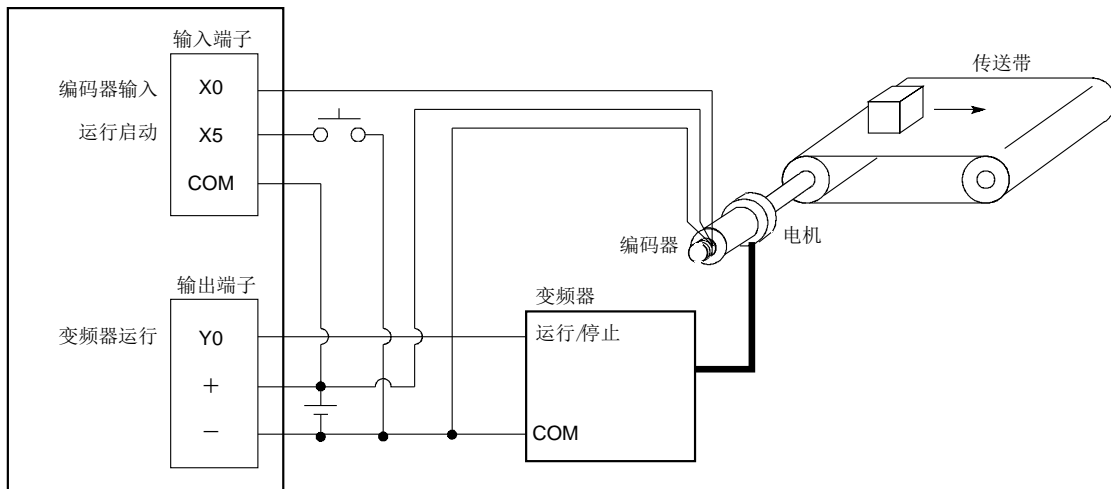 输入端子
编码器输入
X0
运行启动
X5
COM
传送带
编码器
电机
输出端子
变频器
变频器运行
Y0
运行/停止
+
−
COM